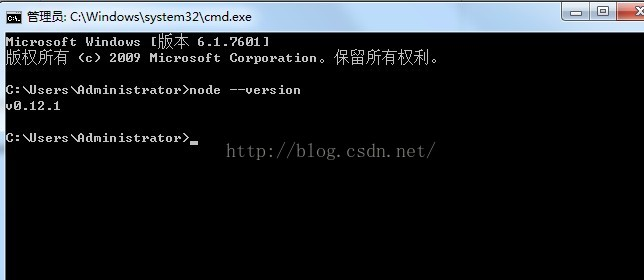 管理员: C:\Windows\system32\cmd.exe
Microsoft Windows [版本 6.1.7601]
版权所有 (c) 2009 Microsoft Corporation。保留所有权利。
C:\Users\Administrator>node --version
v0.12.1
C:\Users\Administrator>_
http://blog.csdn.net/